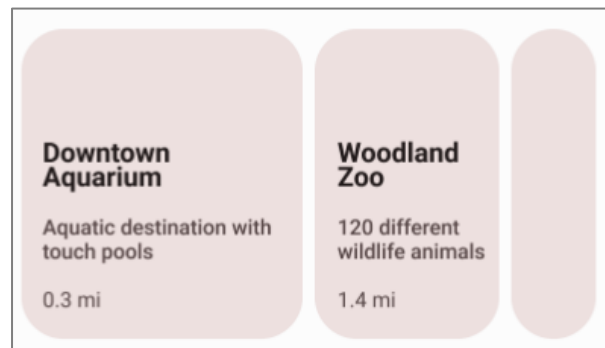 Downtown
Aquarium
Aquatic destination with
touch pools
0.3 mi
Woodland
Zoo
120 different
wildlife animals
1.4 mi